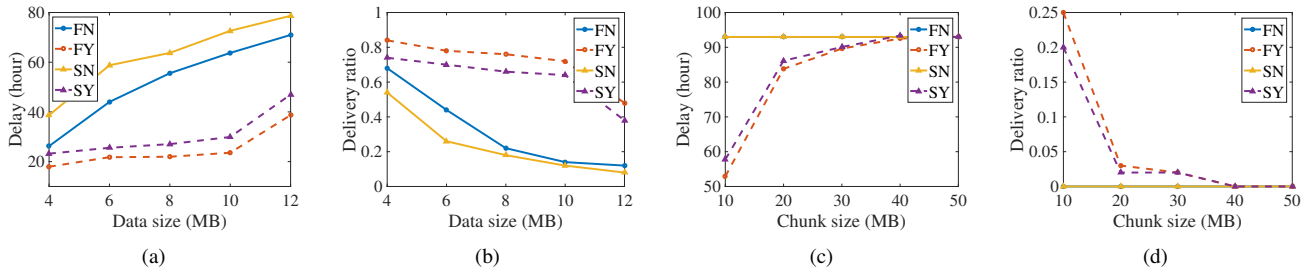 80
60
40
20
Delay (hour)
FN
FY
SN
SY
4 6 8 10 12
Data size (MB)
(a)
1
0.8
0.6
0.4
0.2
0
Delivery ratio
FN
FY
SN
SY
4 6 8 10 12
Data size (MB)
(b)
100
90
80
70
60
50
Delay (hour)
FN
FY
SN
SY
10 20 30 40 50
Chunk size (MB)
(c)
0.25
0.2
0.15
0.1
0.05
0
Delivery ratio
FN
FY
SN
SY
10 20 30 40 50
Chunk size (MB)
(d)